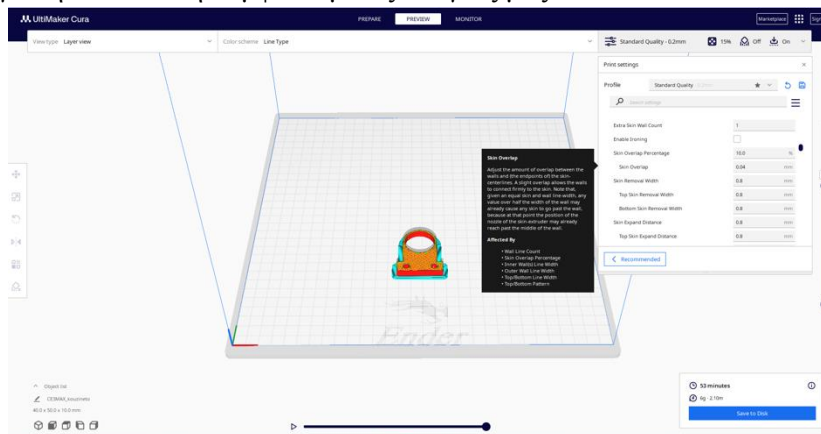 UltiMaker Cura
PREPARE
PREVIEW
MONITOR
Marketplace
View type Layer view
Color scheme Line Type
Standard Quality - 0.2mm
15%
Off
On
Print settings
Profile
Standard Quality
Search settings
Extra Skin Wall Count 1
Enable Ironing
Skin Overlap Percentage 10.0 %
Skin Overlap 0.04 mm
Skin Removal Width 0.8 mm
Top Skin Removal Width 0.8 mm
Bottom Skin Removal Width 0.8 mm
Skin Expand Distance 0.8 mm
Top Skin Expand Distance 0.8 mm
Recommended
Skin Overlap
Adjust the amount of overlap between the
walls and (the endpoints of) the skin-
centerlines. A slight overlap allows the walls
to connect firmly to the skin. Note that,
given an equal skin and wall line-width, any
value over half the width of the wall may
already cause any skin to go past the wall,
because at that point the position of the
nozzle of the skin-extruder may already
reach past the middle of the wall.
Affected By
• Wall Line Count
• Skin Overlap Percentage
• Inner Wall(s) Line Width
• Outer Wall Line Width
• Top/Bottom Line Width
• Top/Bottom Pattern
Ender
Object list
40.0 x 50.0 x 10.0 mm
53 minutes
6g · 2.10m
Save to Disk